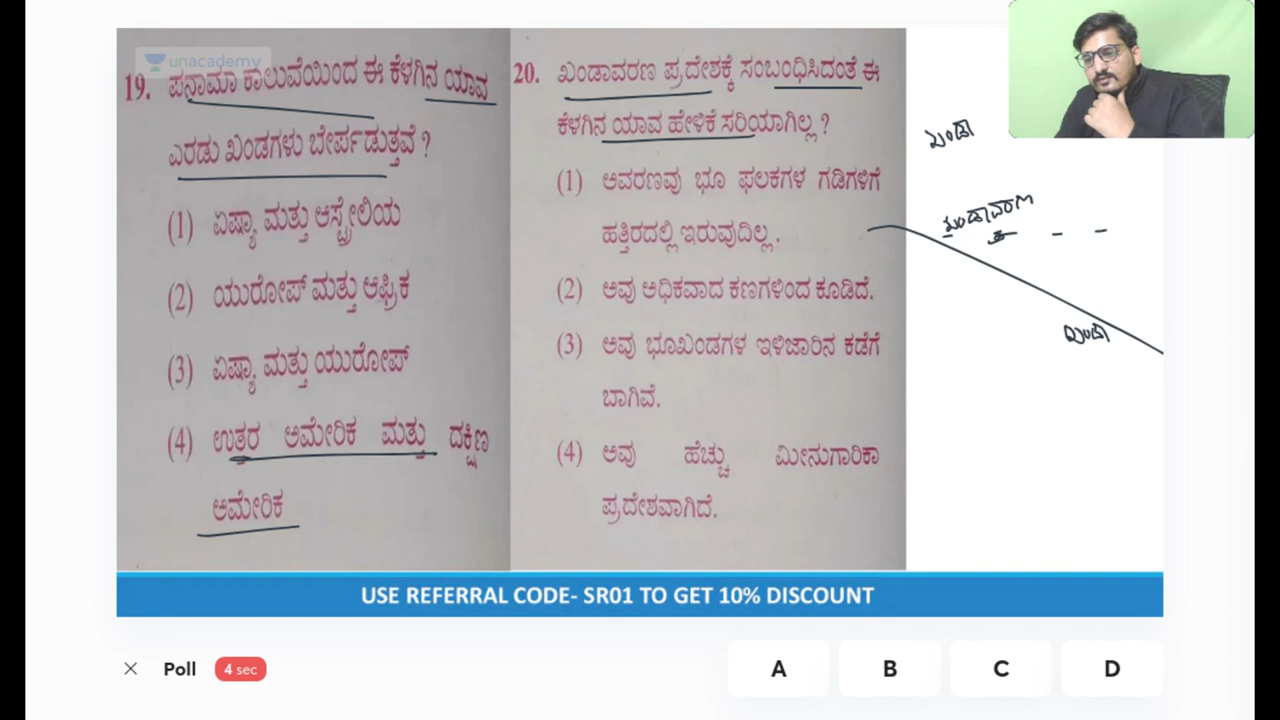 unacademy
19. ಪನಾಮಾ ಕಾಲುವೆಯಿಂದ ಈ ಕೆಳಗಿನ ಯಾವ
ಎರಡು ಖಂಡಗಳು ಬೇರ್ಪಡುತ್ತವೆ ?
(1) ಏಷ್ಯಾ ಮತ್ತು ಆಸ್ಟ್ರೇಲಿಯ
(2) ಯುರೋಪ್ ಮತ್ತು ಆಫ್ರಿಕ
(3) ಏಷ್ಯಾ ಮತ್ತು ಯುರೋಪ್
(4) ಉತ್ತರ ಅಮೇರಿಕ ಮತ್ತು ದಕ್ಷಿಣ
ಅಮೇರಿಕ
20. ಖಂಡಾವರಣ ಪ್ರದೇಶಕ್ಕೆ ಸಂಬಂಧಿಸಿದಂತೆ ಈ
ಕೆಳಗಿನ ಯಾವ ಹೇಳಿಕೆ ಸರಿಯಾಗಿಲ್ಲ ?
(1) ಅವರಣವು ಭೂ ಫಲಕಗಳ ಗಡಿಗಳಿಗೆ
ಹತ್ತಿರದಲ್ಲಿ ಇರುವುದಿಲ್ಲ.
(2) ಅವು ಅಧಿಕವಾದ ಕಣಗಳಿಂದ ಕೂಡಿದೆ.
(3) ಅವು ಭೂಖಂಡಗಳ ಇಳಿಜಾರಿನ ಕಡೆಗೆ
ಬಾಗಿವೆ.
(4) ಅವು ಹೆಚ್ಚು ಮೀನುಗಾರಿಕಾ
ಪ್ರದೇಶವಾಗಿದೆ.
ಖಂಡಾ
ಖಂಡಾವರಣ
ಖಂಡಾ
USE REFERRAL CODE- SR01 TO GET 10% DISCOUNT
Poll 4 sec A B C D